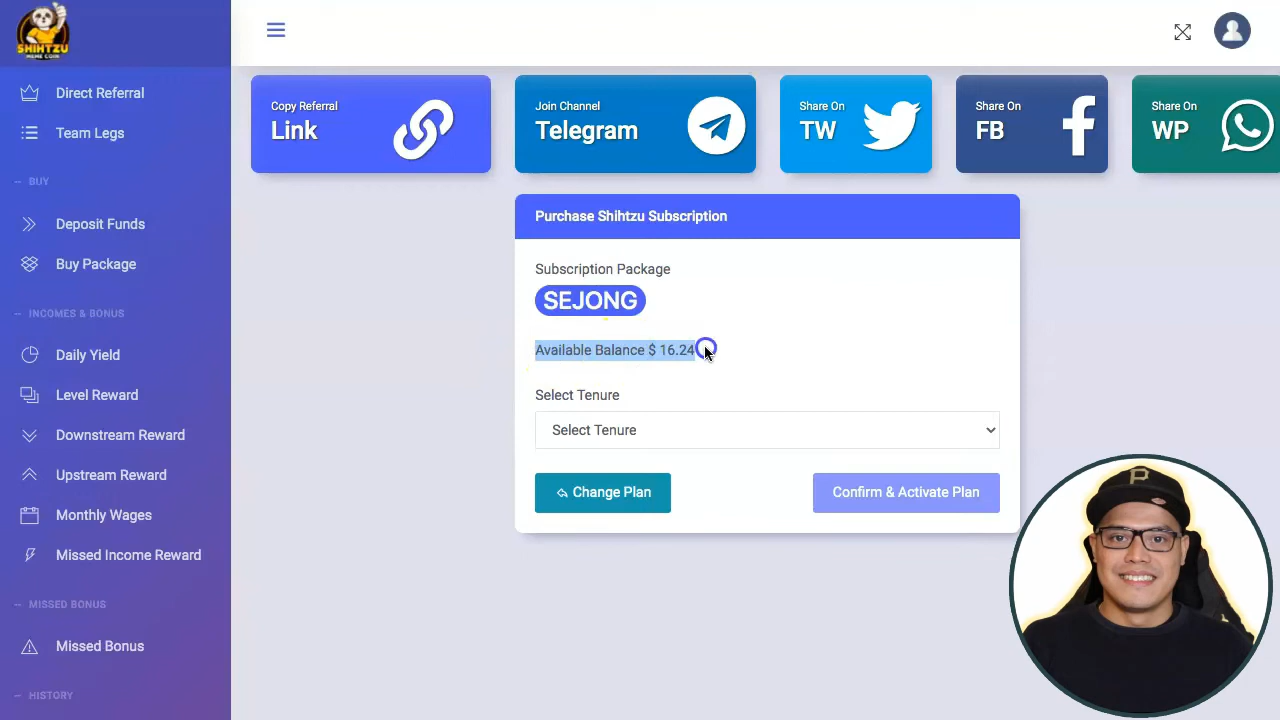 SHIHTZU
MEME COIN
Direct Referral
Team Legs
BUY
Deposit Funds
Buy Package
INCOMES & BONUS
Daily Yield
Level Reward
Downstream Reward
Upstream Reward
Monthly Wages
Missed Income Reward
MISSED BONUS
Missed Bonus
HISTORY
Copy Referral
Link
Join Channel
Telegram
Share On
TW
Share On
FB
Share On
WP
Purchase Shihtzu Subscription
Subscription Package
SEJONG
Available Balance $ 16.24
Select Tenure
Select Tenure
Change Plan
Confirm & Activate Plan
P